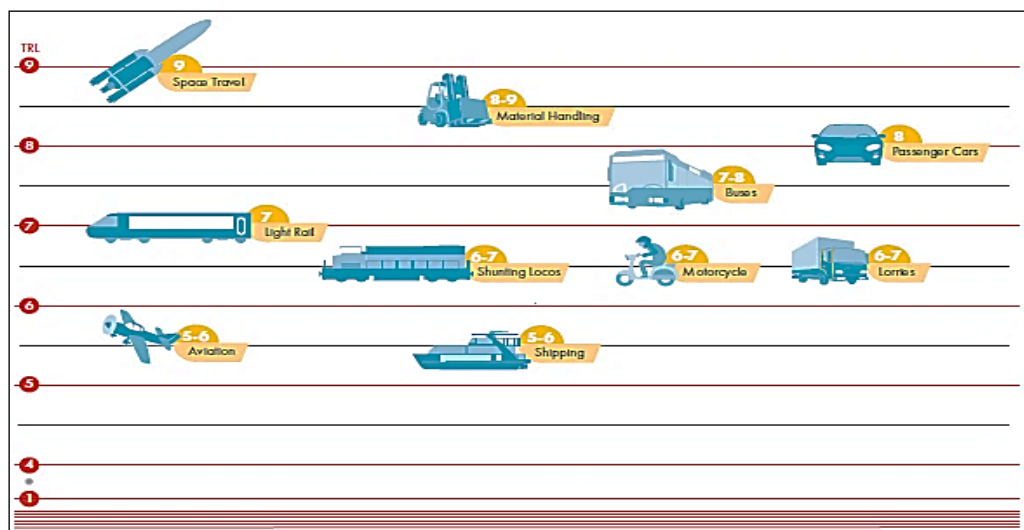 TRL
9
9
Space Travel
8-9
Material Handling
8
8
Passenger Cars
7-8
Buses
7
7
Light Rail
6-7
Shunting Locos
6-7
Motorcycle
6-7
Lorries
6
5-6
Aviation
5-6
Shipping
5
4
1